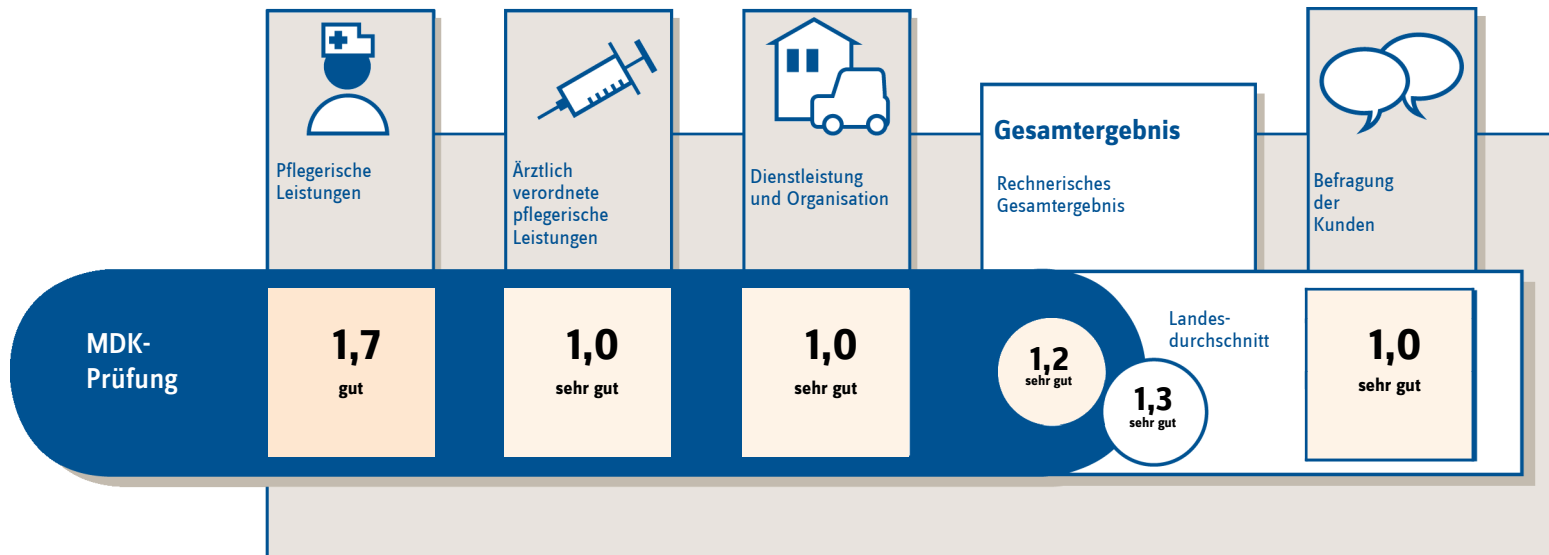 Pflegerische
Leistungen
Ärztlich
verordnete
pflegerische
Leistungen
Dienstleistung
und Organisation
Gesamtergebnis
Rechnerisches
Gesamtergebnis
Befragung
der
Kunden
MDK-
Prüfung
1,7
gut
1,0
sehr gut
1,0
sehr gut
1,2
sehr gut
Landes-
durchschnitt
1,3
sehr gut
1,0
sehr gut